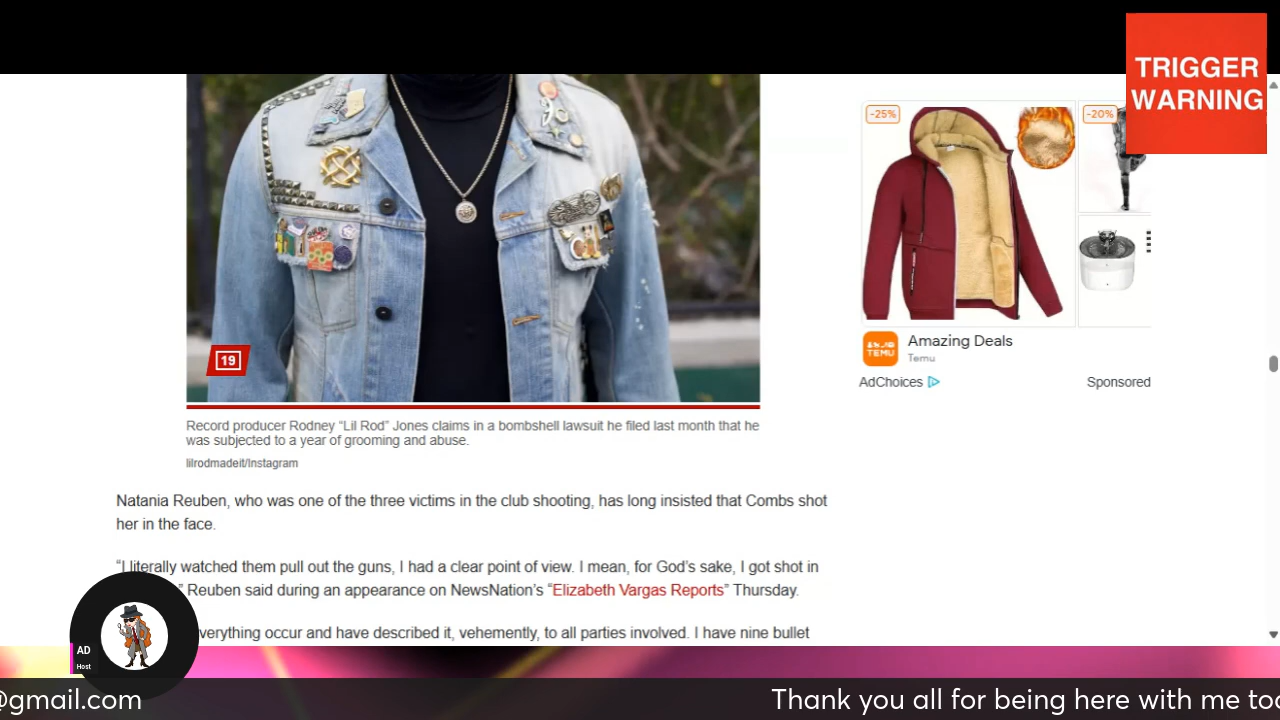 TRIGGER
WARNING
-25%
-20%
19
TEMU
Amazing Deals
Temu
AdChoices
Sponsored
Record producer Rodney “Lil Rod” Jones claims in a bombshell lawsuit he filed last month that he
was subjected to a year of grooming and abuse.
lilrodmadeit/Instagram
Natania Reuben, who was one of the three victims in the club shooting, has long insisted that Combs shot
her in the face.
“I literally watched them pull out the guns, I had a clear point of view. I mean, for God’s sake, I got shot in
” Reuben said during an appearance on NewsNation’s “Elizabeth Vargas Reports” Thursday.
verything occur and have described it, vehemently, to all parties involved. I have nine bullet
AD
Host
@gmail.com
Thank you all for being here with me too